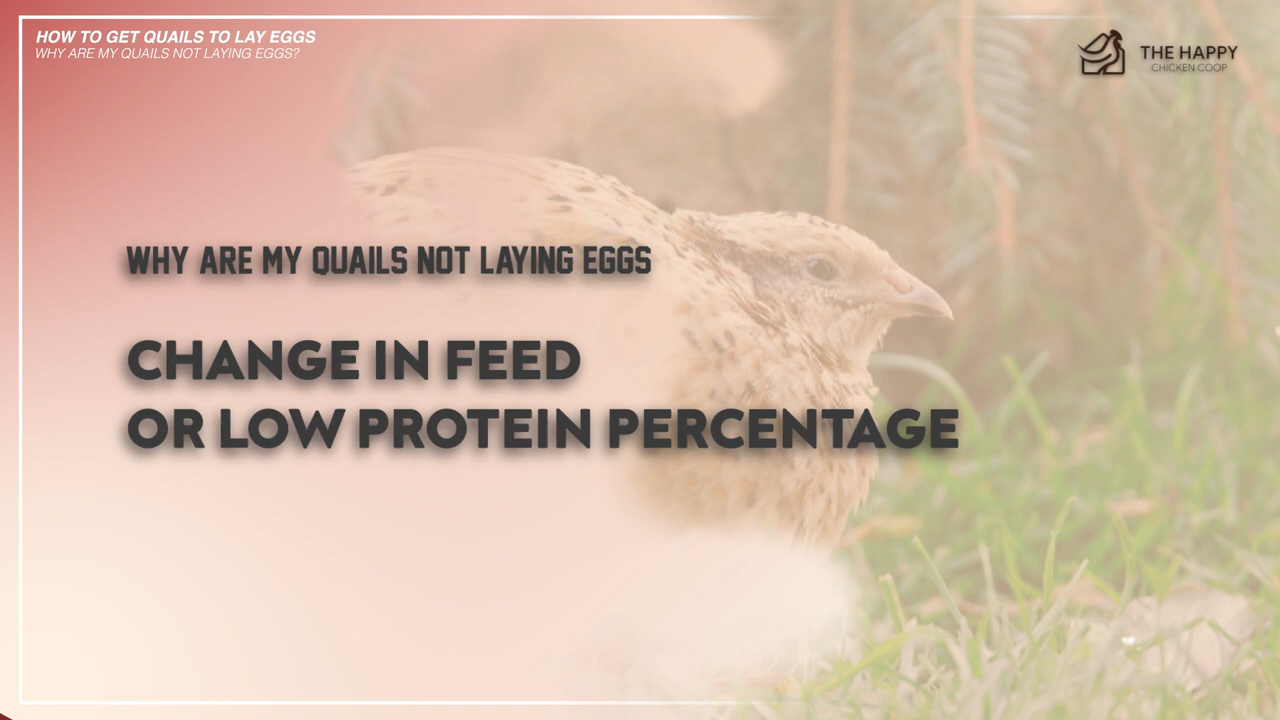 HOW TO GET QUAILS TO LAY EGGS
WHY ARE MY QUAILS NOT LAYING EGGS?
THE HAPPY
CHICKEN COOP
WHY ARE MY QUAILS NOT LAYING EGGS
CHANGE IN FEED
OR LOW PROTEIN PERCENTAGE